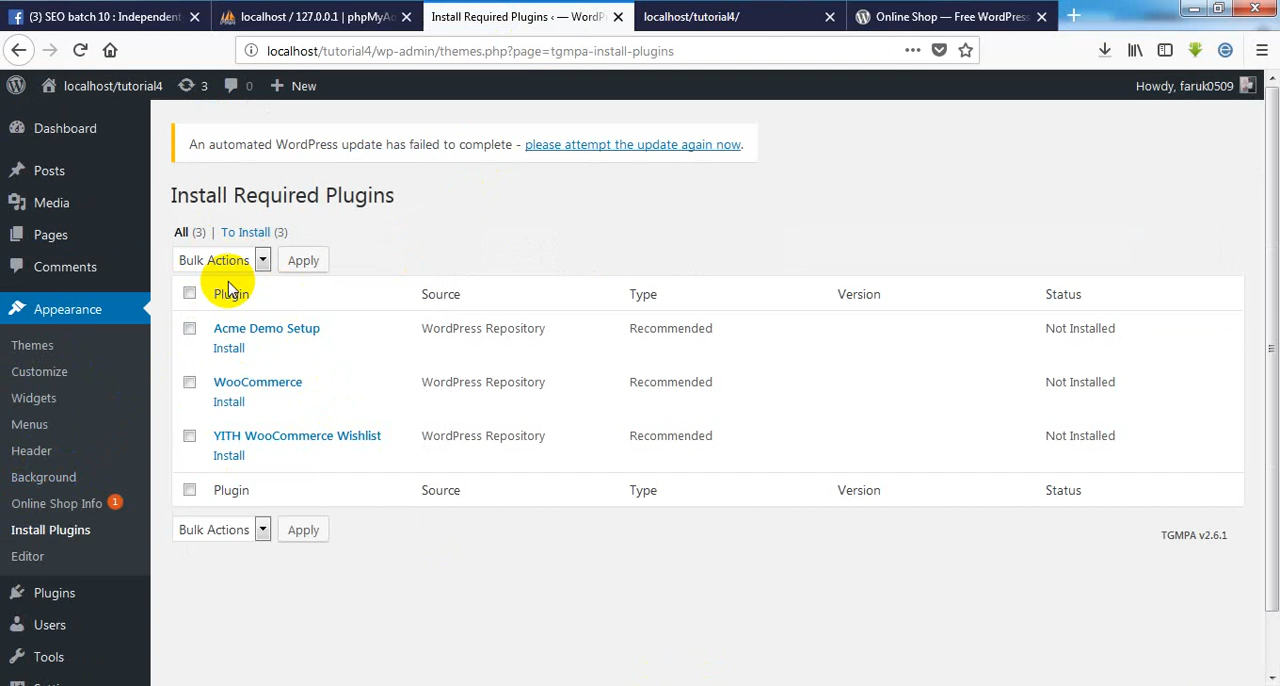 (3) SEO batch 10 : Independent
localhost / 127.0.0.1 | phpMyAd
Install Required Plugins ‹ — WordPr
localhost/tutorial4/
Online Shop — Free WordPress
localhost/tutorial4/wp-admin/themes.php?page=tgmpa-install-plugins
localhost/tutorial4
3
0
New
Howdy, faruk0509
Dashboard
Posts
Media
Pages
Comments
Appearance
Themes
Customize
Widgets
Menus
Header
Background
Online Shop Info 1
Install Plugins
Editor
Plugins
Users
Tools
An automated WordPress update has failed to complete - please attempt the update again now.
Install Required Plugins
All (3) | To Install (3)
Bulk Actions Apply
Plugin Source Type Version Status
Acme Demo Setup WordPress Repository Recommended Not Installed
Install
WooCommerce WordPress Repository Recommended Not Installed
Install
YITH WooCommerce Wishlist WordPress Repository Recommended Not Installed
Install
Plugin Source Type Version Status
Bulk Actions Apply
TGMPA v2.6.1